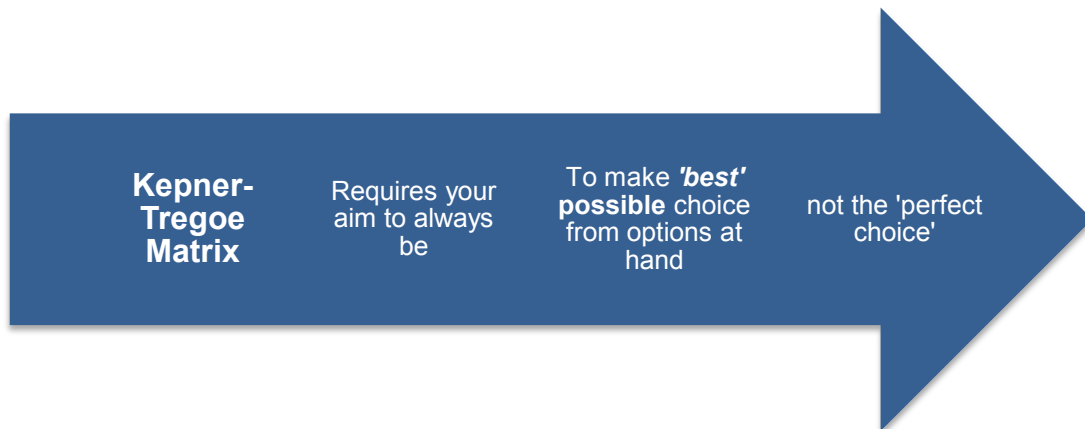 Kepner-
Tregoe
Matrix
Requires your
aim to always
be
To make 'best'
possible choice
from options at
hand
not the 'perfect
choice'